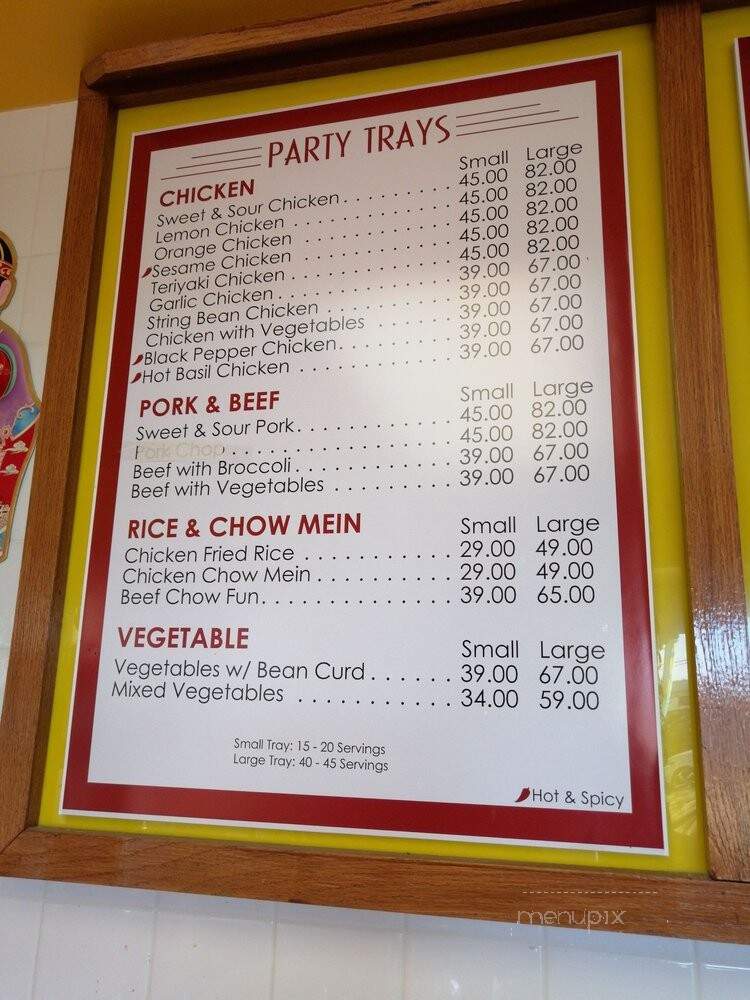 PARTY TRAYS
CHICKEN Small Large
Sweet & Sour Chicken. . . . . . . . . 45.00 82.00
Lemon Chicken . . . . . . . . . . . . . 45.00 82.00
Orange Chicken . . . . . . . . . . . . 45.00 82.00
Sesame Chicken . . . . . . . . . . . . 45.00 82.00
Teriyaki Chicken . . . . . . . . . . . . 45.00 82.00
Garlic Chicken . . . . . . . . . . . . . 39.00 67.00
String Bean Chicken . . . . . . . . . . 39.00 67.00
Chicken with Vegetables . . . . . . . 39.00 67.00
Black Pepper Chicken. . . . . . . . . 39.00 67.00
Hot Basil Chicken . . . . . . . . . . . . 39.00 67.00
PORK & BEEF Small Large
Sweet & Sour Pork. . . . . . . . . . . . 45.00 82.00
Pork Chop . . . . . . . . . . . . . . . . 45.00 82.00
Beef with Broccoli. . . . . . . . . . . . 39.00 67.00
Beef with Vegetables . . . . . . . . . 39.00 67.00
RICE & CHOW MEIN Small Large
Chicken Fried Rice . . . . . . . . . . . 29.00 49.00
Chicken Chow Mein . . . . . . . . . . 29.00 49.00
Beef Chow Fun. . . . . . . . . . . . . . 39.00 65.00
VEGETABLE Small Large
Vegetables w/ Bean Curd . . . . . . 39.00 67.00
Mixed Vegetables . . . . . . . . . . . . 34.00 59.00
Small Tray: 15 - 20 Servings
Large Tray: 40 - 45 Servings
Hot & Spicy
menupix